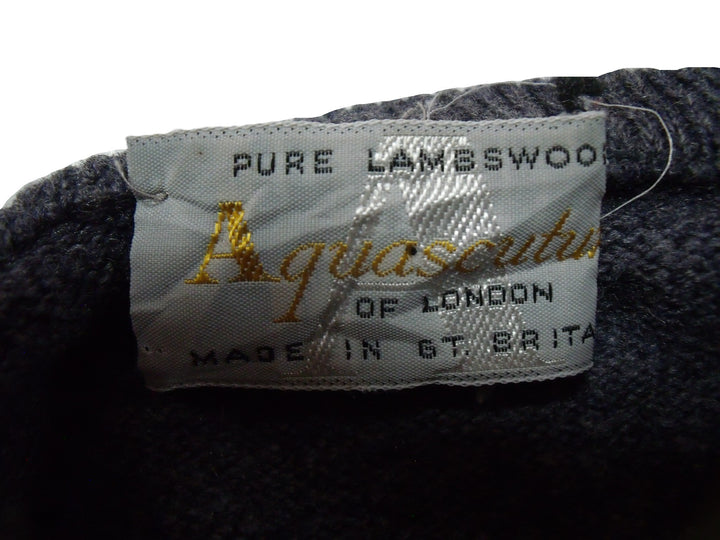 PURE LAMBSWOO
Aquascutu
OF LONDON
MADE IN GT. BRITA